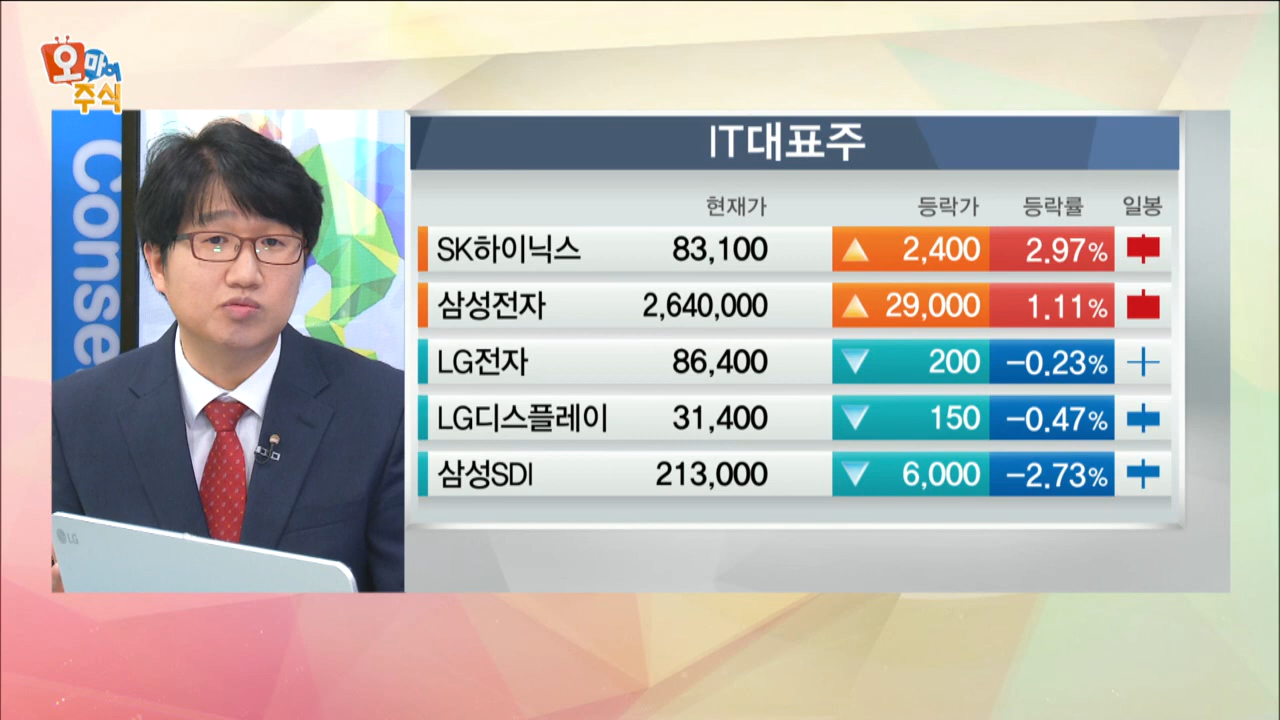 오마이
주식
Conse
LG
IT대표주
현재가 등락가 등락률 일봉
SK하이닉스 83,100 ▲ 2,400 2.97%
삼성전자 2,640,000 ▲ 29,000 1.11%
LG전자 86,400 ▼ 200 -0.23%
LG디스플레이 31,400 ▼ 150 -0.47%
삼성SDI 213,000 ▼ 6,000 -2.73%